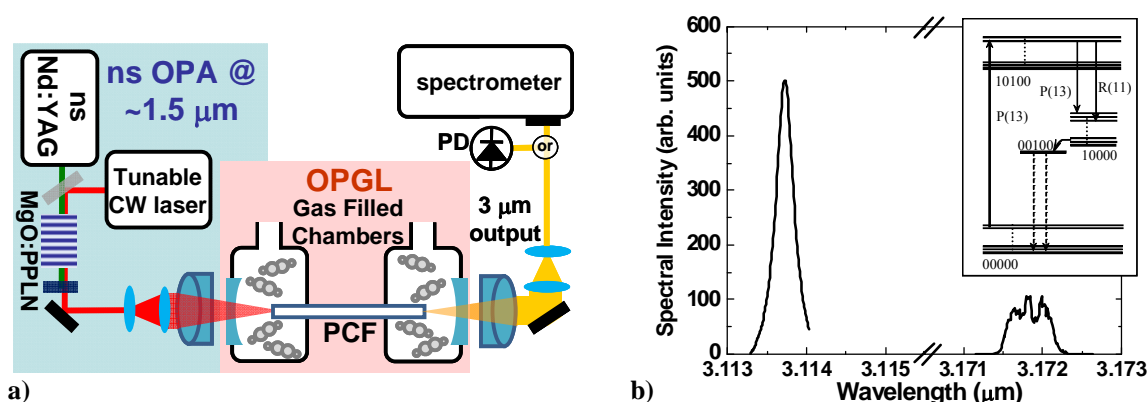 ns
Nd:YAG
ns OPA @
~1.5 μm
Tunable
CW laser
MgO:PPLN
OPGL
Gas Filled
Chambers
PCF
spectrometer
PD
or
3 μm
output
a)
Spectral Intensity (arb. units)
600
500
400
300
200
100
0
3.113
3.114
3.115
3.171
3.172
3.173
Wavelength (μm)
10100
P(13)
P(13)
R(11)
00100
10000
00000
b)